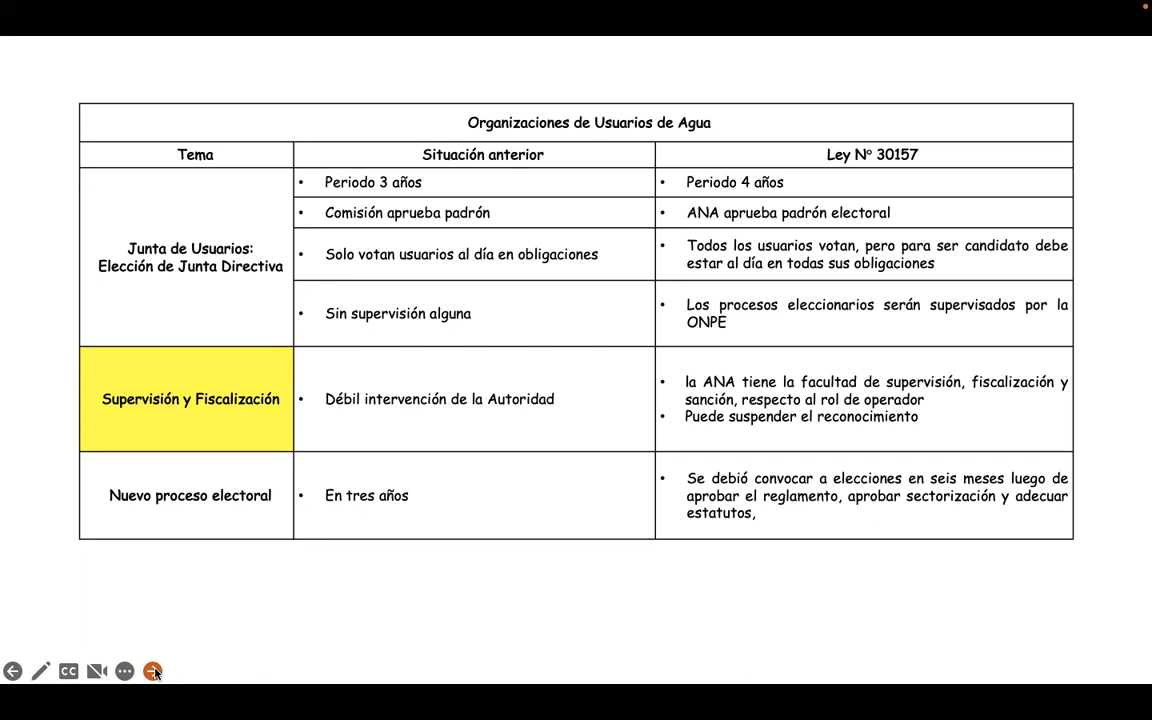 Organizaciones de Usuarios de Agua
Tema
Situación anterior
Ley Nº 30157
Junta de Usuarios:
Elección de Junta Directiva
• Periodo 3 años
• Periodo 4 años
• Comisión aprueba padrón
• ANA aprueba padrón electoral
• Solo votan usuarios al día en obligaciones
• Todos los usuarios votan, pero para ser candidato debe
estar al día en todas sus obligaciones
• Sin supervisión alguna
• Los procesos eleccionarios serán supervisados por la
ONPE
Supervisión y Fiscalización
• Débil intervención de la Autoridad
• la ANA tiene la facultad de supervisión, fiscalización y
sanción, respecto al rol de operador
• Puede suspender el reconocimiento
Nuevo proceso electoral
• En tres años
• Se debió convocar a elecciones en seis meses luego de
aprobar el reglamento, aprobar sectorización y adecuar
estatutos,
CC